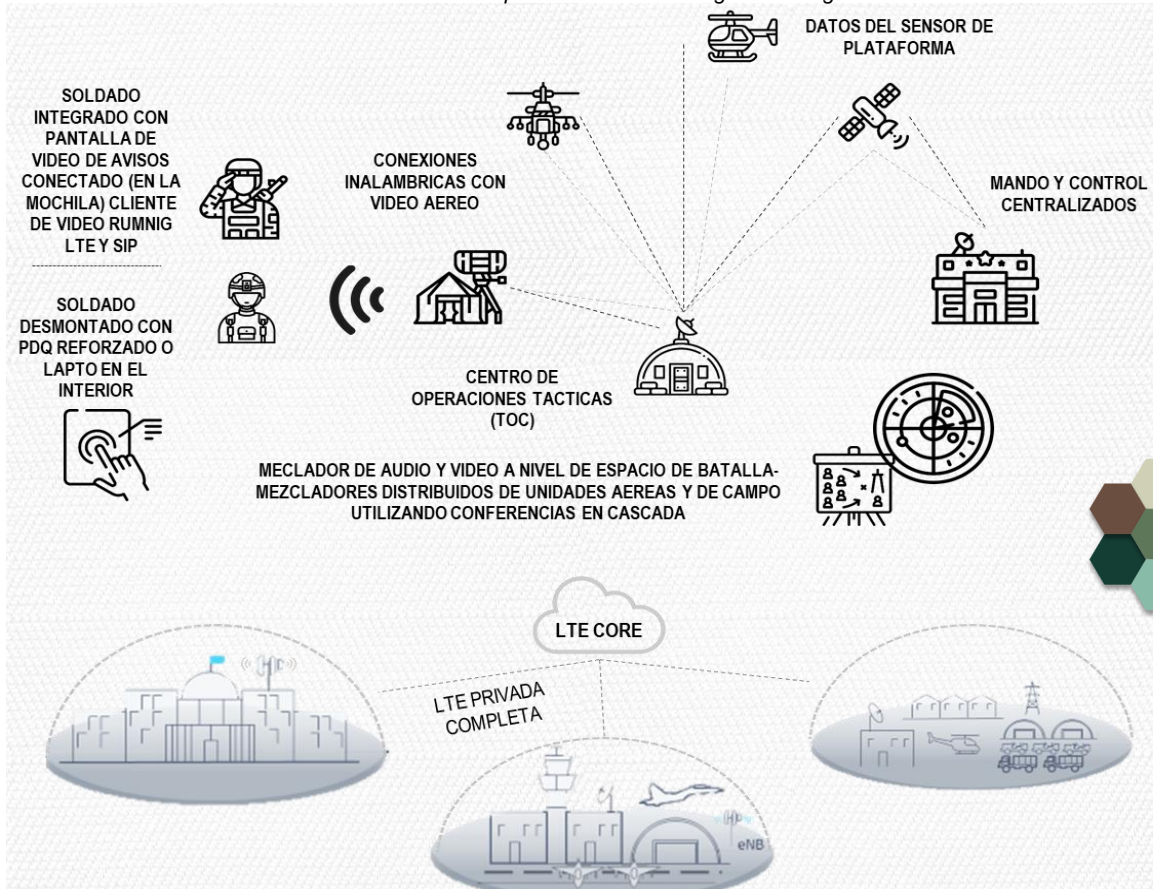 DATOS DEL SENSOR DE
PLATAFORMA
SOLDADO
INTEGRADO CON
PANTALLA DE
VIDEO DE AVISOS
CONECTADO (EN LA
MOCHILA) CLIENTE
DE VIDEO RUMNIG
LTE Y SIP
CONEXIONES
INALAMBRICAS CON
VIDEO AEREO
MANDO Y CONTROL
CENTRALIZADOS
SOLDADO
DESMONTADO CON
PDQ REFORZADO O
LAPTO EN EL
INTERIOR
CENTRO DE
OPERACIONES TACTICAS
(TOC)
MECLADOR DE AUDIO Y VIDEO A NIVEL DE ESPACIO DE BATALLA-
MEZCLADORES DISTRIBUIDOS DE UNIDADES AEREAS Y DE CAMPO
UTILIZANDO CONFERENCIAS EN CASCADA
LTE CORE
LTE PRIVADA
COMPLETA
eNB